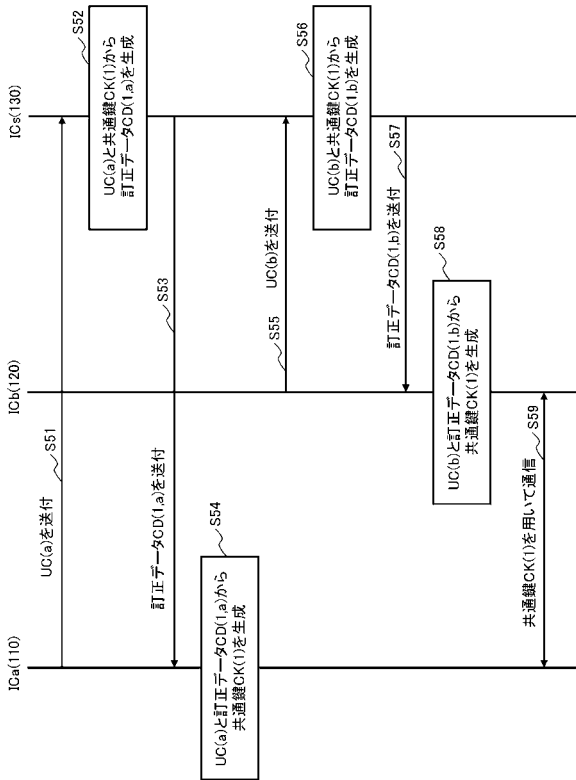 ICa(110)
ICb(120)
ICs(130)
UC(a)を送付
S51
S52
UC(a)と共通鍵CK(1)から
訂正データCD(1,a)を生成
訂正データCD(1,a)を送付
S53
S54
UC(a)と訂正データCD(1,a)から
共通鍵CK(1)を生成
S55
UC(b)を送付
S56
UC(b)と共通鍵CK(1)から
訂正データCD(1,b)を生成
訂正データCD(1,b)を送付
S57
S58
UC(b)と訂正データCD(1,b)から
共通鍵CK(1)を生成
共通鍵CK(1)を用いて通信
S59